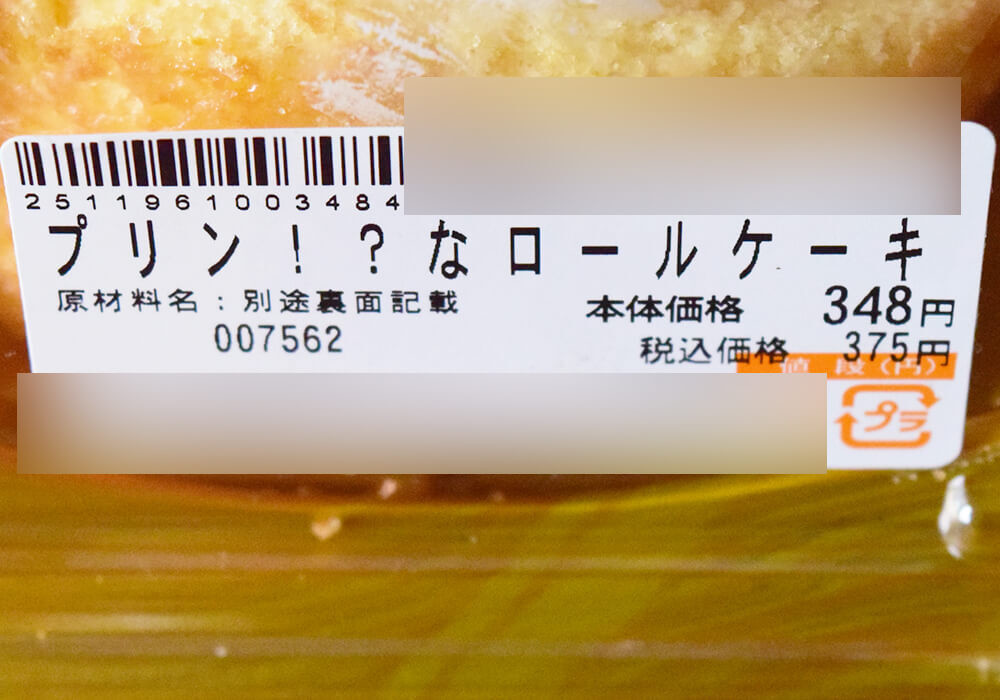 2511961003484
プリン!?なロールケーキ
原材料名:別途裏面記載
本体価格 348円
007562
税込価格 375円
値段(円)
プラ